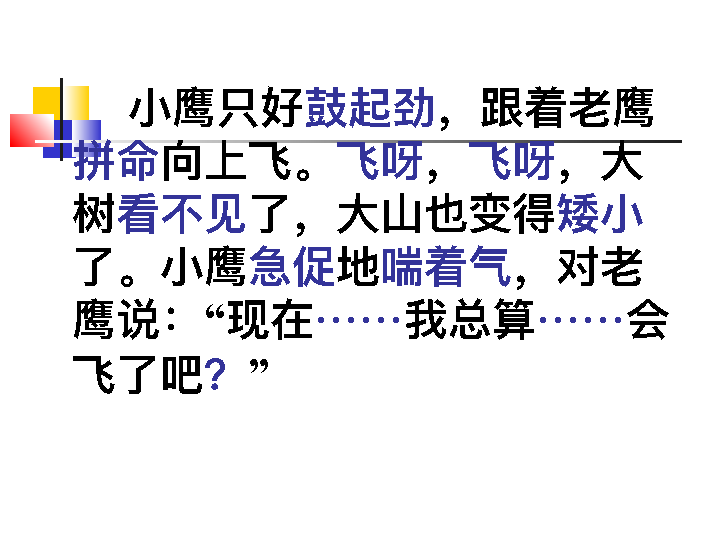 小鹰只好鼓起劲，跟着老鹰
拼命向上飞。飞呀，飞呀，大
树看不见了，大山也变得矮小
了。小鹰急促地喘着气，对老
鹰说：“现在……我总算……会
飞了吧？”